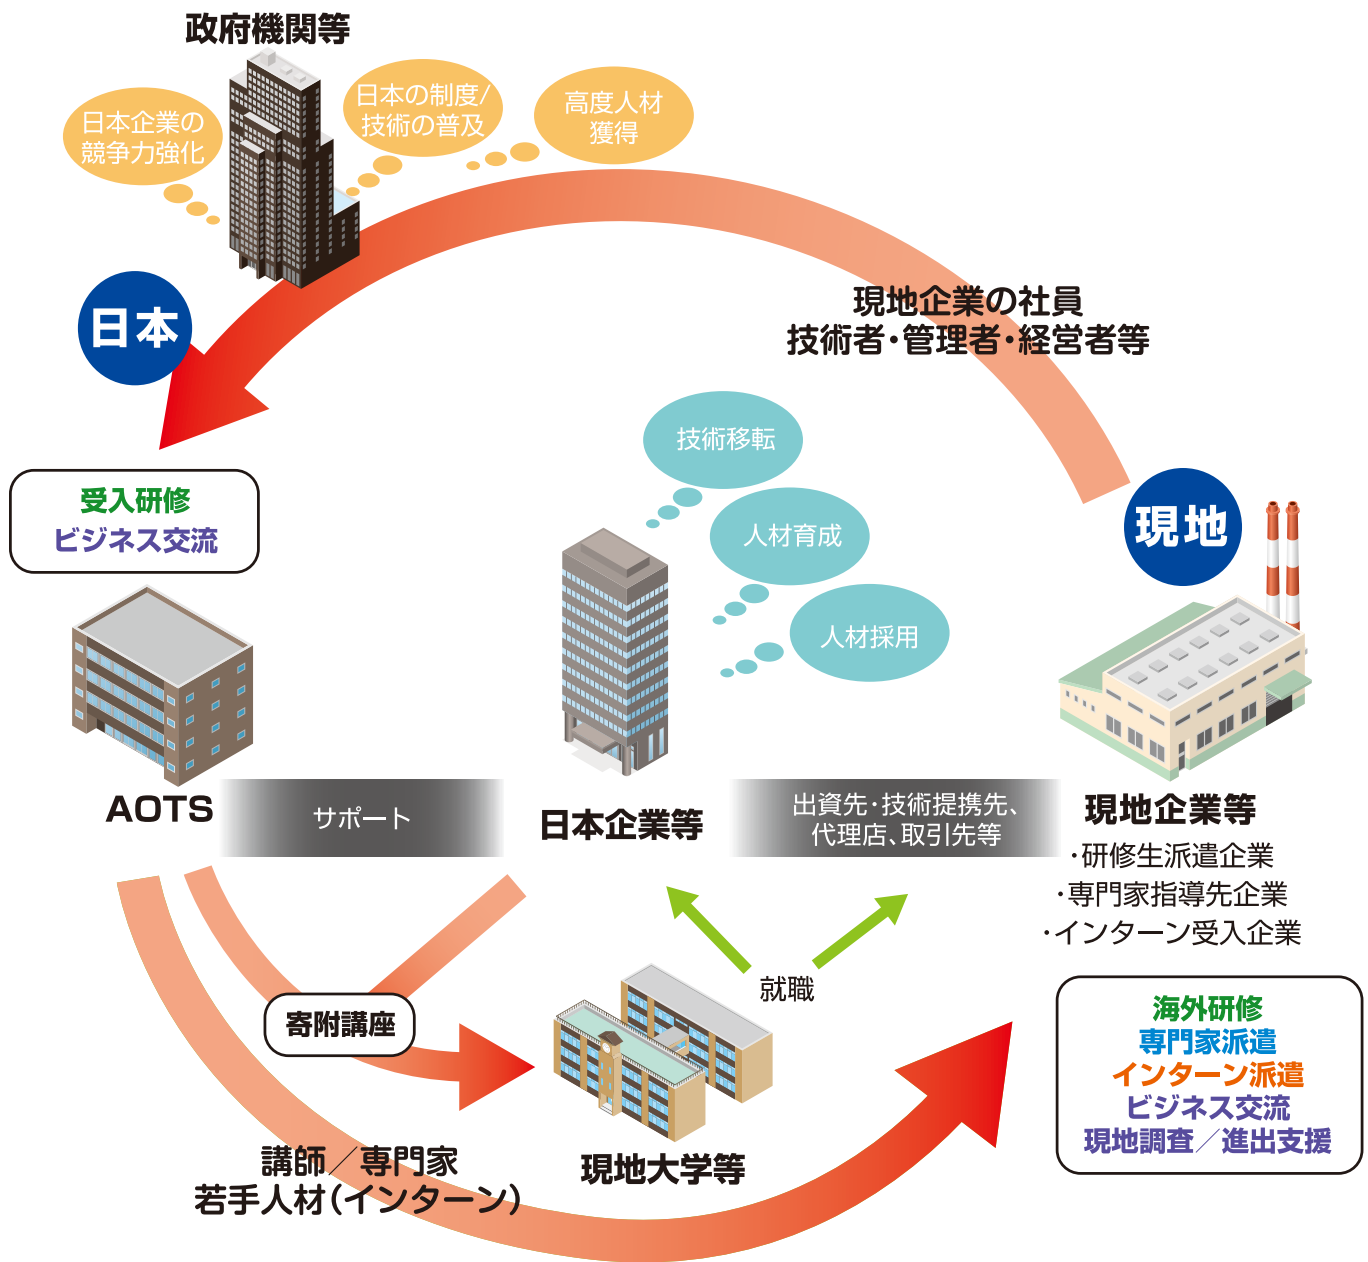 政府機関等
日本企業の
競争力強化
日本の制度/
技術の普及
高度人材
獲得
日本
現地企業の社員
技術者・管理者・経営者等
技術移転
人材育成
人材採用
現地
受入研修
ビジネス交流
AOTS
サポート
日本企業等
出資先・技術提携先、
代理店、取引先等
現地企業等
・研修生派遣企業
・専門家指導先企業
・インターン受入企業
就職
寄附講座
現地大学等
講師／専門家
若手人材（インターン）
海外研修
専門家派遣
インターン派遣
ビジネス交流
現地調査／進出支援